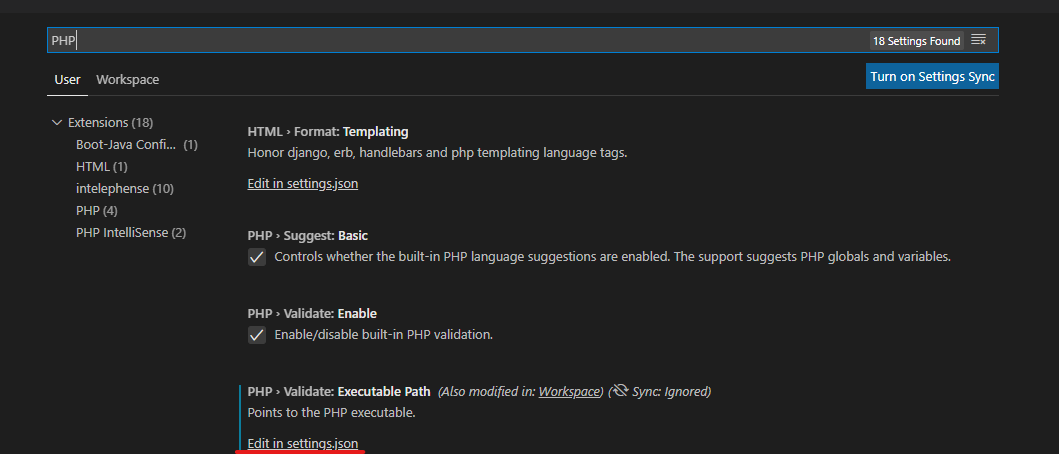 PHP
18 Settings Found
User Workspace
Turn on Settings Sync
Extensions (18)
Boot-Java Confi... (1)
HTML (1)
intelephense (10)
PHP (4)
PHP IntelliSense (2)
HTML › Format: Templating
Honor django, erb, handlebars and php templating language tags.
Edit in settings.json
PHP › Suggest: Basic
Controls whether the built-in PHP language suggestions are enabled. The support suggests PHP globals and variables.
PHP › Validate: Enable
Enable/disable built-in PHP validation.
PHP › Validate: Executable Path (Also modified in: Workspace) ( Sync: Ignored)
Points to the PHP executable.
Edit in settings.json